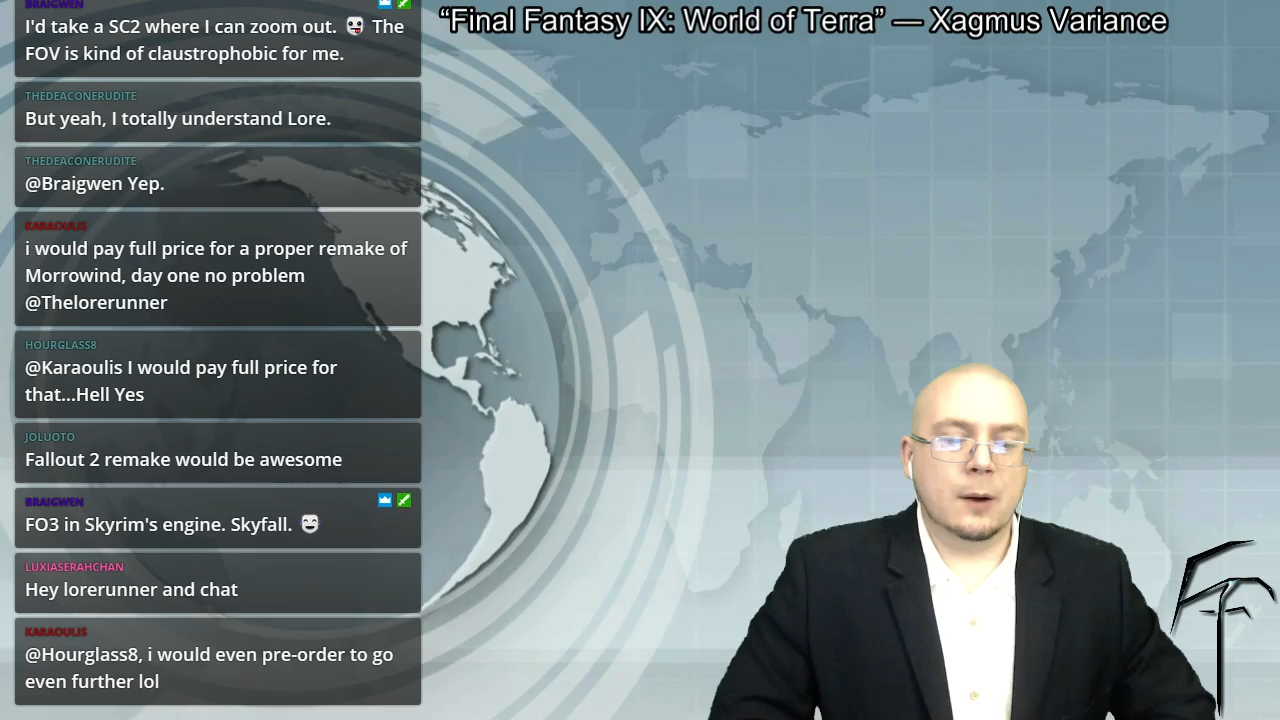 “Final Fantasy IX: World of Terra” — Xagmus Variance
BRAIGWEN
I'd take a SC2 where I can zoom out. The
FOV is kind of claustrophobic for me.
THEDEACONERUDITE
But yeah, I totally understand Lore.
THEDEACONERUDITE
@Braigwen Yep.
KARAOULIS
i would pay full price for a proper remake of
Morrowind, day one no problem
@Thelorerunner
HOURGLASS8
@Karaoulis I would pay full price for
that...Hell Yes
JOLUOTO
Fallout 2 remake would be awesome
BRAIGWEN
FO3 in Skyrim's engine. Skyfall.
LUXIASERAHCHAN
Hey lorerunner and chat
KARAOULIS
@Hourglass8, i would even pre-order to go
even further lol